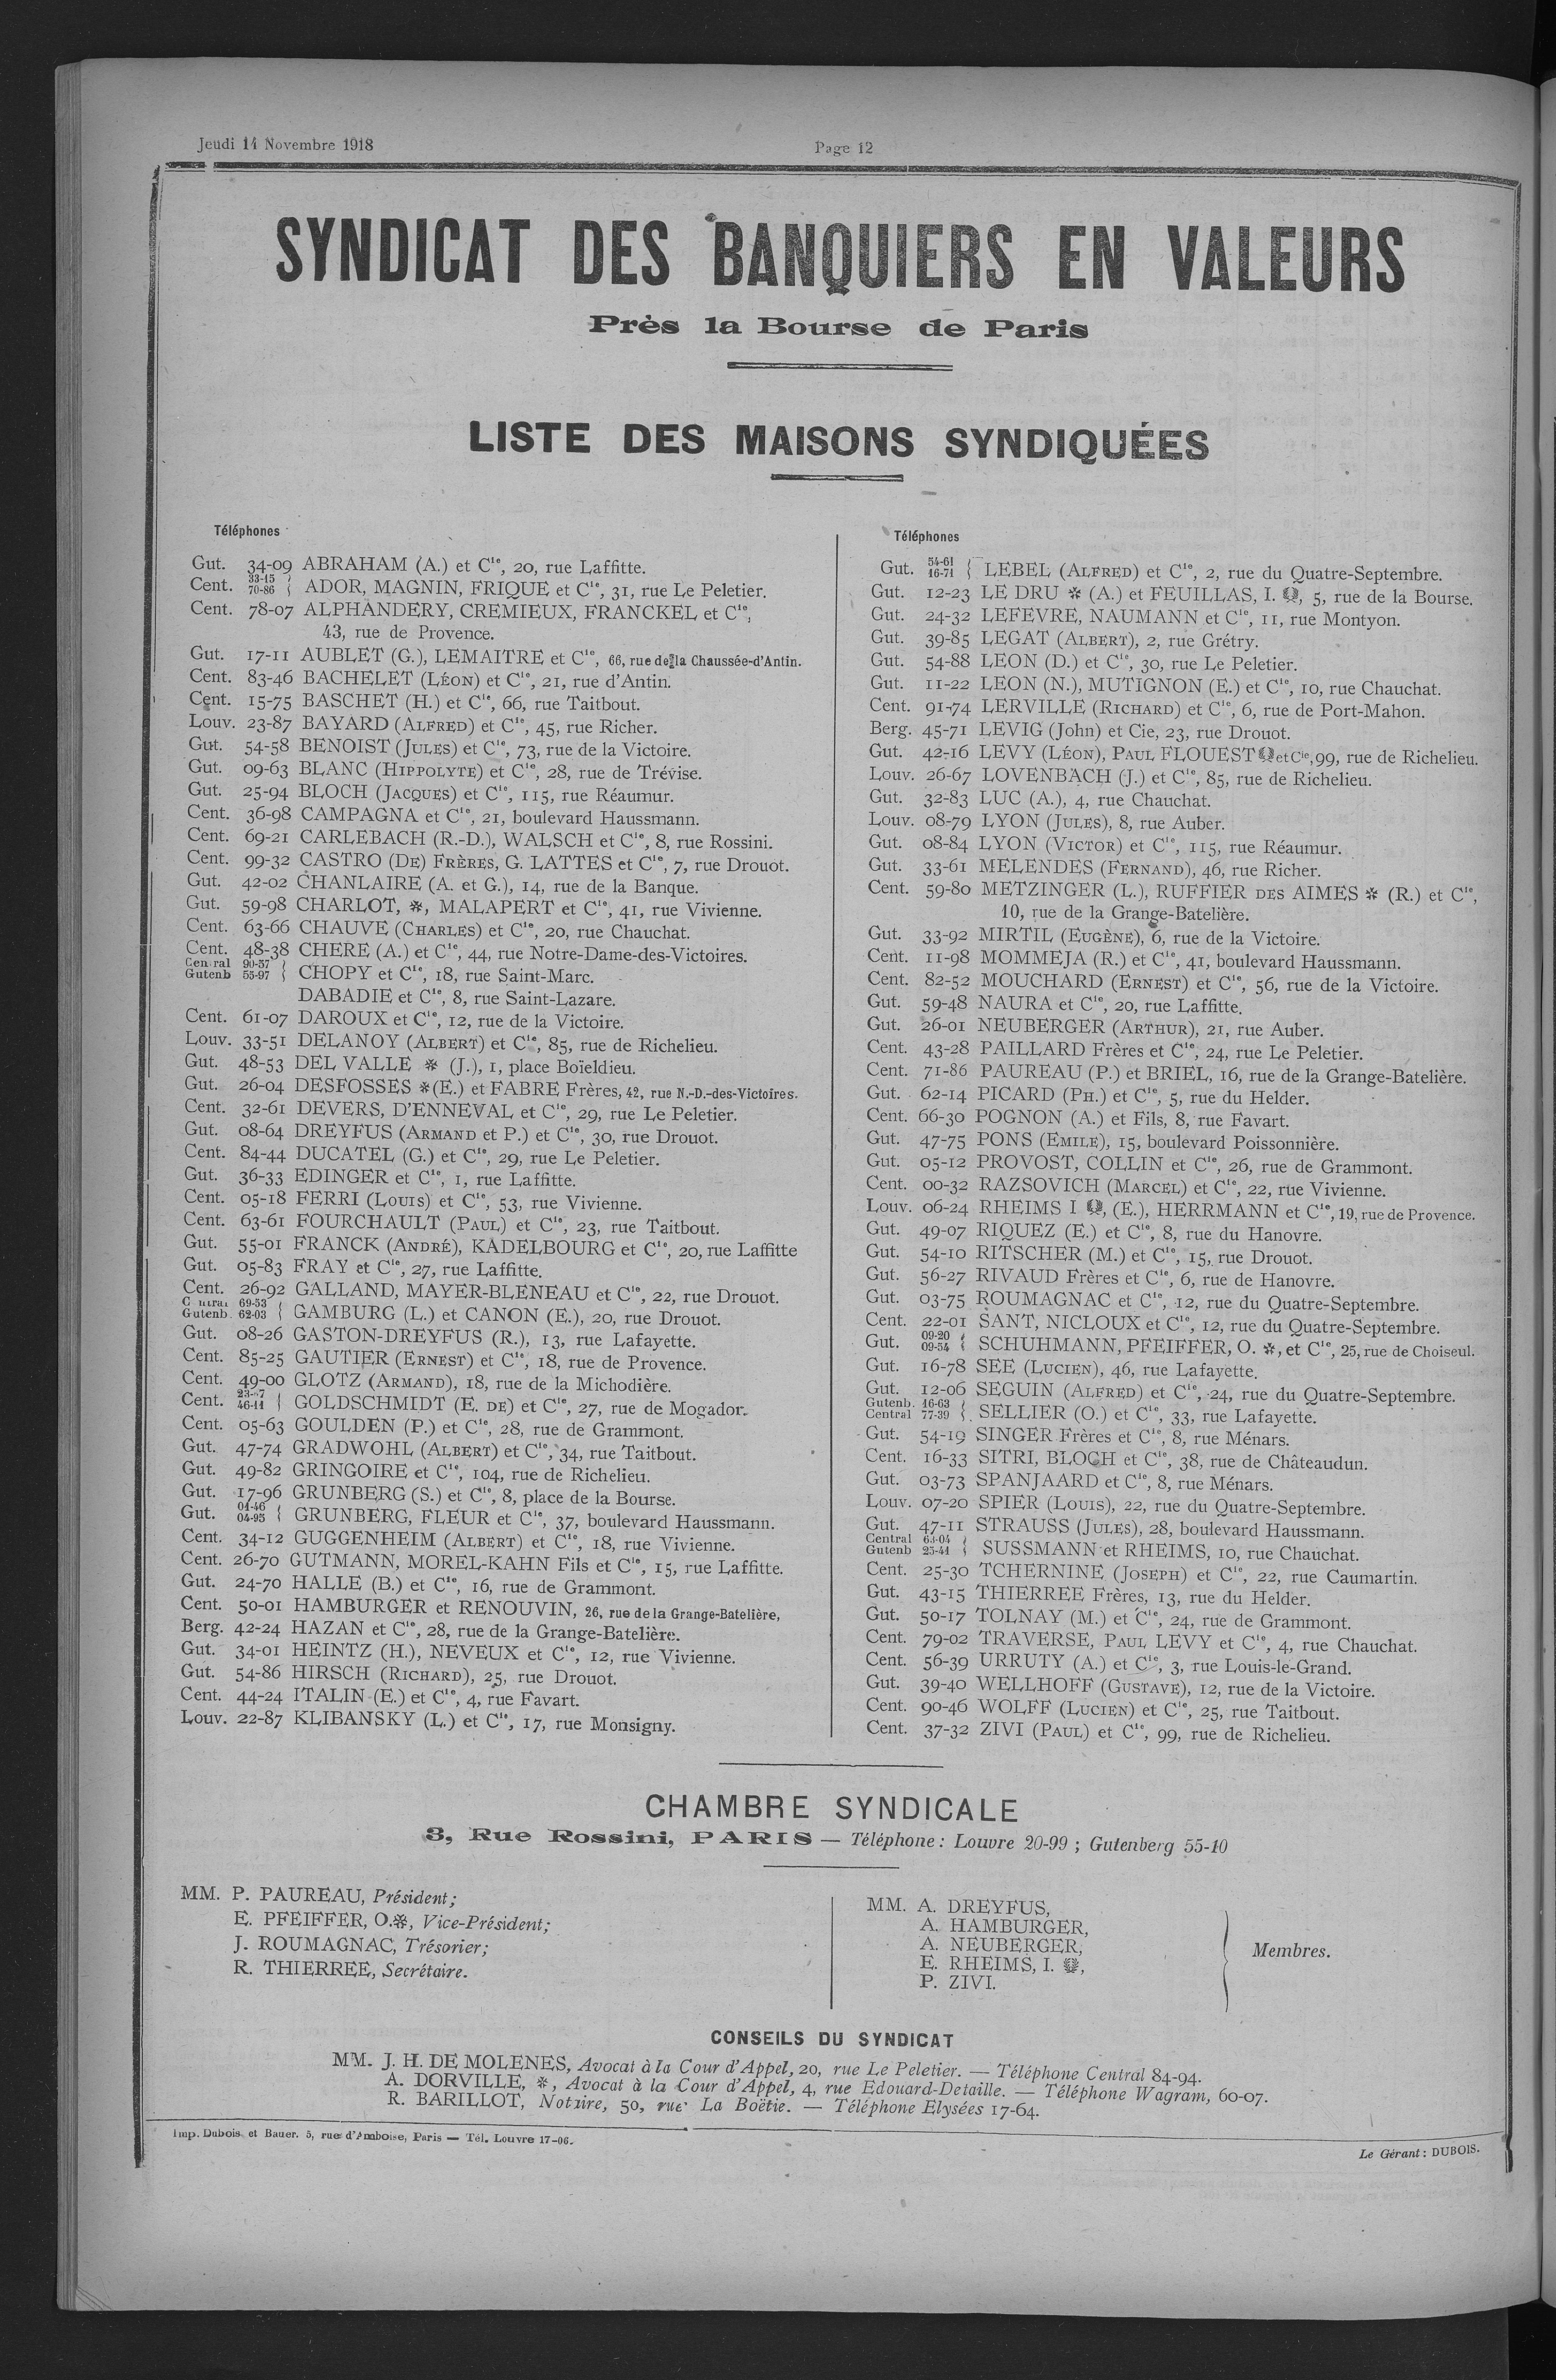 Jeudi 14 Novembre 1918
Page 12
SYNDICAT DES BANQUIERS EN VALEURS
Près la Bourse de Paris
LISTE DES MAISONS SYNDIQUÉES
Téléphones
Gut. 34-09 ABRAHAM (A.) et Cie, 20, rue Laffitte.
Cent. 33-15 70-86 { ADOR, MAGNIN, FRIQUE et Cie, 31, rue Le Peletier.
Cent. 78-07 ALPHANDERY, CREMIEUX, FRANCKEL et Cie,
43, rue de Provence.
Gut. 17-11 AUBLET (G.), LEMAITRE et Cie, 66, rue de la Chaussée-d'Antin.
Cent. 83-46 BACHELET (LÉON) et Cie, 21, rue d'Antin.
Cent. 15-75 BASCHET (H.) et Cie, 66, rue Taitbout.
Louv. 23-87 BAYARD (ALFRED) et Cie, 45, rue Richer.
Gut. 54-58 BENOIST (JULES) et Cie, 73, rue de la Victoire.
Gut. 09-63 BLANC (HIPPOLYTE) et Cie, 28, rue de Trévise.
Gut. 25-94 BLOCH (JACQUES) et Cie, 115, rue Réaumur.
Cent. 36-98 CAMPAGNA et Cie, 21, boulevard Haussmann.
Cent. 69-21 CARLEBACH (R.-D.), WALSCH et Cie, 8, rue Rossini.
Cent. 99-32 CASTRO (DE) FRÈRES, G. LATTES et Cie, 7, rue Drouot.
Gut. 42-02 CHANLAIRE (A. et G.), 14, rue de la Banque.
Gut. 59-98 CHARLOT, ✻, MALAPERT et Cie, 41, rue Vivienne.
Cent. 63-66 CHAUVE (CHARLES) et Cie, 20, rue Chauchat.
Cent. 48-38 CHERE (A.) et Cie, 44, rue Notre-Dame-des-Victoires.
Central 90-57 Gutenb 55-97 { CHOPY et Cie, 18, rue Saint-Marc.
DABADIE et Cie, 8, rue Saint-Lazare.
Cent. 61-07 DAROUX et Cie, 12, rue de la Victoire.
Louv. 33-51 DELANOY (ALBERT) et Cie, 85, rue de Richelieu.
Gut. 48-53 DEL VALLE ✻ (J.), 1, place Boïeldieu.
Gut. 26-04 DESFOSSES ✻ (E.) et FABRE Frères, 42, rue N.-D.-des-Victoires.
Cent. 32-61 DEVERS, D'ENNEVAL et Cie, 29, rue Le Peletier.
Gut. 08-64 DREYFUS (ARMAND et P.) et Cie, 30, rue Drouot.
Cent. 84-44 DUCATEL (G.) et Cie, 29, rue Le Peletier.
Gut. 36-33 EDINGER et Cie, 1, rue Laffitte.
Cent. 05-18 FERRI (LOUIS) et Cie, 53, rue Vivienne.
Cent. 63-61 FOURCHAULT (PAUL) et Cie, 23, rue Taitbout.
Gut. 55-01 FRANCK (ANDRÉ), KADELBOURG et Cie, 20, rue Laffitte
Gut. 05-83 FRAY et Cie, 27, rue Laffitte.
Cent. 26-92 GALLAND, MAYER-BLENEAU et Cie, 22, rue Drouot.
69-53 Gutenb. 62-03 { GAMBURG (L.) et CANON (E.), 20, rue Drouot.
Gut. 08-26 GASTON-DREYFUS (R.), 13, rue Lafayette.
Cent. 85-25 GAUTIER (ERNEST) et Cie, 18, rue de Provence.
Cent. 49-00 GLOTZ (ARMAND), 18, rue de la Michodière.
Cent. 46-11 { GOLDSCHMIDT (E. DE) et Cie, 27, rue de Mogador.
Cent. 05-63 GOULDEN (P.) et Cie, 28, rue de Grammont.
Gut. 47-74 GRADWOHL (ALBERT) et Cie, 34, rue Taitbout.
Gut. 49-82 GRINGOIRE et Cie, 104, rue de Richelieu.
Gut. 17-96 GRUNBERG (S.) et Cie, 8, place de la Bourse.
Gut. 04-46 04-95 { GRUNBERG, FLEUR et Cie, 37, boulevard Haussmann.
Cent. 34-12 GUGGENHEIM (ALBERT) et Cie, 18, rue Vivienne.
Cent. 26-70 GUTMANN, MOREL-KAHN Fils et Cie, 15, rue Laffitte.
Gut. 24-70 HALLE (B.) et Cie, 16, rue de Grammont.
Cent. 50-01 HAMBURGER et RENOUVIN, 26, rue de la Grange-Batelière,
Berg. 42-24 HAZAN et Cie, 28, rue de la Grange-Batelière.
Gut. 34-01 HEINTZ (H.), NEVEUX et Cie, 12, rue Vivienne.
Gut. 54-86 HIRSCH (RICHARD), 25, rue Drouot.
Cent. 44-24 ITALIN (E.) et Cie, 4, rue Favart.
Louv. 22-87 KLIBANSKY (L.) et Cie, 17, rue Monsigny.
Téléphones
Gut. 54-61 16-71 { LEBEL (ALFRED) et Cie, 2, rue du Quatre-Septembre.
Gut. 12-23 LE DRU ✻ (A.) et FEUILLAS, I., 5, rue de la Bourse.
Gut. 24-32 LEFEVRE, NAUMANN et Cie, 11, rue Montyon.
Gut. 39-85 LEGAT (ALBERT), 2, rue Grétry.
Gut. 54-88 LEON (D.) et Cie, 30, rue Le Peletier.
Gut. 11-22 LEON (N.), MUTIGNON (E.) et Cie, 10, rue Chauchat.
Cent. 91-74 LERVILLE (RICHARD) et Cie, 6, rue de Port-Mahon.
Berg. 45-71 LEVIG (John) et Cie, 23, rue Drouot.
Gut. 42-16 LEVY (LÉON), PAUL FLOUEST et Cie, 99, rue de Richelieu.
Louv. 26-67 LOVENBACH (J.) et Cie, 85, rue de Richelieu.
Gut. 32-83 LUC (A.), 4, rue Chauchat.
Louv. 08-79 LYON (JULES), 8, rue Auber.
Gut. 08-84 LYON (VICTOR) et Cie, 115, rue Réaumur.
Gut. 33-61 MELENDES (FERNAND), 46, rue Richer.
Cent. 59-80 METZINGER (L.), RUFFIER DES AIMES ✻ (R.) et Cie,
10, rue de la Grange-Batelière.
Gut. 33-92 MIRTIL (EUGÈNE), 6, rue de la Victoire.
Cent. 11-98 MOMMEJA (R.) et Cie, 41, boulevard Haussmann.
Cent. 82-52 MOUCHARD (ERNEST) et Cie, 56, rue de la Victoire.
Gut. 59-48 NAURA et Cie, 20, rue Laffitte.
Gut. 26-01 NEUBERGER (ARTHUR), 21, rue Auber.
Cent. 43-28 PAILLARD Frères et Cie, 24, rue Le Peletier.
Cent. 71-86 PAUREAU (P.) et BRIEL, 16, rue de la Grange-Batelière.
Gut. 62-14 PICARD (PH.) et Cie, 5, rue du Helder.
Cent. 66-30 POGNON (A.) et Fils, 8, rue Favart.
Gut. 47-75 PONS (EMILE), 15, boulevard Poissonnière.
Gut. 05-12 PROVOST, COLLIN et Cie, 26, rue de Grammont.
Cent. 00-32 RAZSOVICH (MARCEL) et Cie, 22, rue Vivienne.
Louv. 06-24 RHEIMS I, (E.), HERRMANN et Cie, 19, rue de Provence.
Gut. 49-07 RIQUEZ (E.) et Cie, 8, rue du Hanovre.
Gut. 54-10 RITSCHER (M.) et Cie, 15, rue Drouot.
Gut. 56-27 RIVAUD Frères et Cie, 6, rue de Hanovre.
Gut. 03-75 ROUMAGNAC et Cie, 12, rue du Quatre-Septembre.
Cent. 22-01 SANT, NICLOUX et Cie, 12, rue du Quatre-Septembre.
Gut. 09-20 09-54 { SCHUHMANN, PFEIFFER, O. ✻, et Cie, 25, rue de Choiseul.
Gut. 16-78 SEE (LUCIEN), 46, rue Lafayette.
Gut. 12-06 SEGUIN (ALFRED) et Cie, 24, rue du Quatre-Septembre.
Gutenb. 16-63 Central 77-39 { SELLIER (O.) et Cie, 33, rue Lafayette.
Gut. 54-19 SINGER Frères et Cie, 8, rue Ménars.
Cent. 16-33 SITRI, BLOCH et Cie, 38, rue de Châteaudun.
Gut. 03-73 SPANJAARD et Cie, 8, rue Ménars.
Louv. 07-20 SPIER (LOUIS), 22, rue du Quatre-Septembre.
Gut. 47-11 STRAUSS (JULES), 28, boulevard Haussmann.
Central 63-04 Gutenb 25-41 { SUSSMANN et RHEIMS, 10, rue Chauchat.
Cent. 25-30 TCHERNINE (JOSEPH) et Cie, 22, rue Caumartin.
Gut. 43-15 THIERREE Frères, 13, rue du Helder.
Gut. 50-17 TOLNAY (M.) et Cie, 24, rue de Grammont.
Cent. 79-02 TRAVERSE, PAUL LEVY et Cie, 4, rue Chauchat.
Cent. 56-39 URRUTY (A.) et Cie, 3, rue Louis-le-Grand.
Gut. 39-40 WELLHOFF (GUSTAVE), 12, rue de la Victoire.
Cent. 90-46 WOLFF (LUCIEN) et Cie, 25, rue Taitbout.
Cent. 37-32 ZIVI (PAUL) et Cie, 99, rue de Richelieu.
CHAMBRE SYNDICALE
3, Rue Rossini, PARIS — Téléphone : Louvre 20-99 ; Gutenberg 55-10
MM. P. PAUREAU, Président;
E. PFEIFFER, O.✻, Vice-Président;
J. ROUMAGNAC, Trésorier;
R. THIERREE, Secrétaire.
MM. A. DREYFUS,
A. HAMBURGER,
A. NEUBERGER,
E. RHEIMS, I.,
P. ZIVI.
Membres.
CONSEILS DU SYNDICAT
MM. J. H. DE MOLENES, Avocat à la Cour d'Appel, 20, rue Le Peletier. — Téléphone Central 84-94.
A. DORVILLE, ✻, Avocat à la Cour d'Appel, 4, rue Edouard-Detaille. — Téléphone Wagram, 60-07.
R. BARILLOT, Notaire, 50, rue La Boëtie. — Téléphone Elysées 17-64.
Imp. Dubois et Bauer. 5, rue d'Amboise, Paris — Tél. Louvre 17-06.
Le Gérant : DUBOIS.